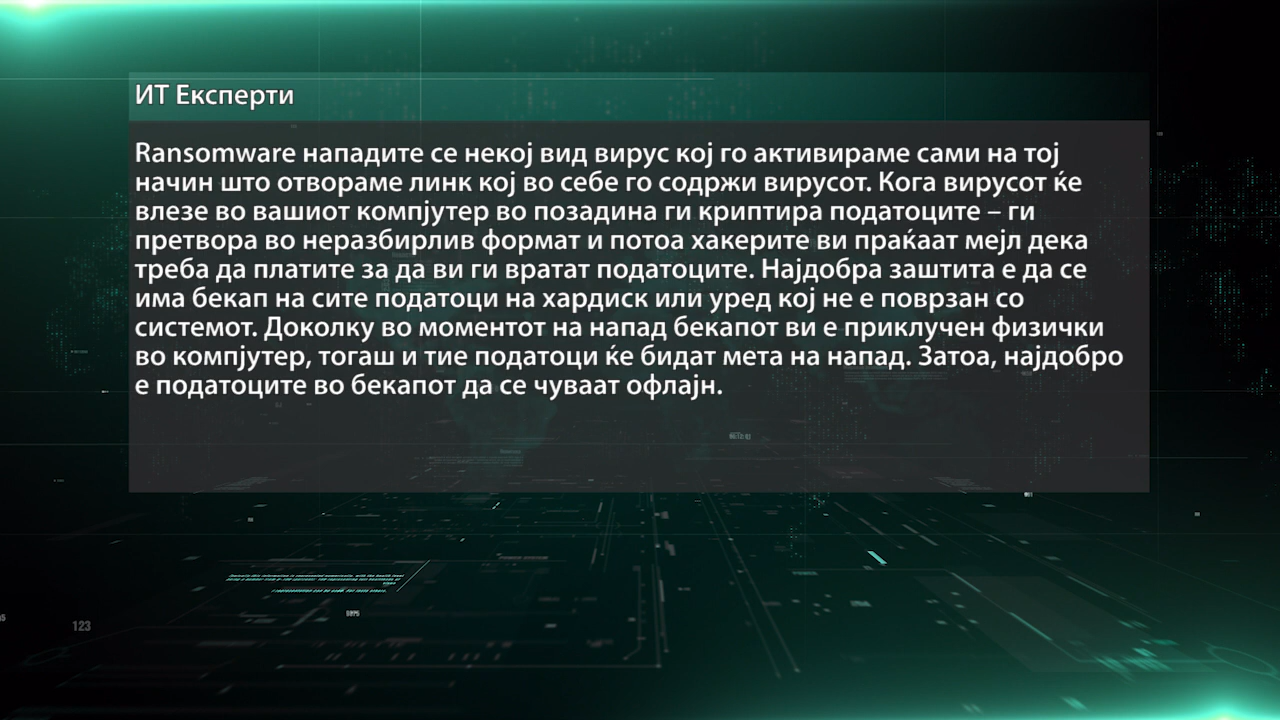 ИТ Експерти
Ransomware нападите се некој вид вирус кој го активираме сами на тој
начин што отвораме линк кој во себе го содржи вирусот. Кога вирусот ќе
влезе во вашиот компјутер во позадина ги криптира податоците – ги
претвора во неразбирлив формат и потоа хакерите ви праќаат мејл дека
треба да платите за да ви ги вратат податоците. Најдобра заштита е да се
има бекап на сите податоци на хардиск или уред кој не е поврзан со
системот. Доколку во моментот на напад бекапот ви е приклучен физички
во компјутер, тогаш и тие податоци ќе бидат мета на напад. Затоа, најдобро
е податоците во бекапот да се чуваат офлајн.
123